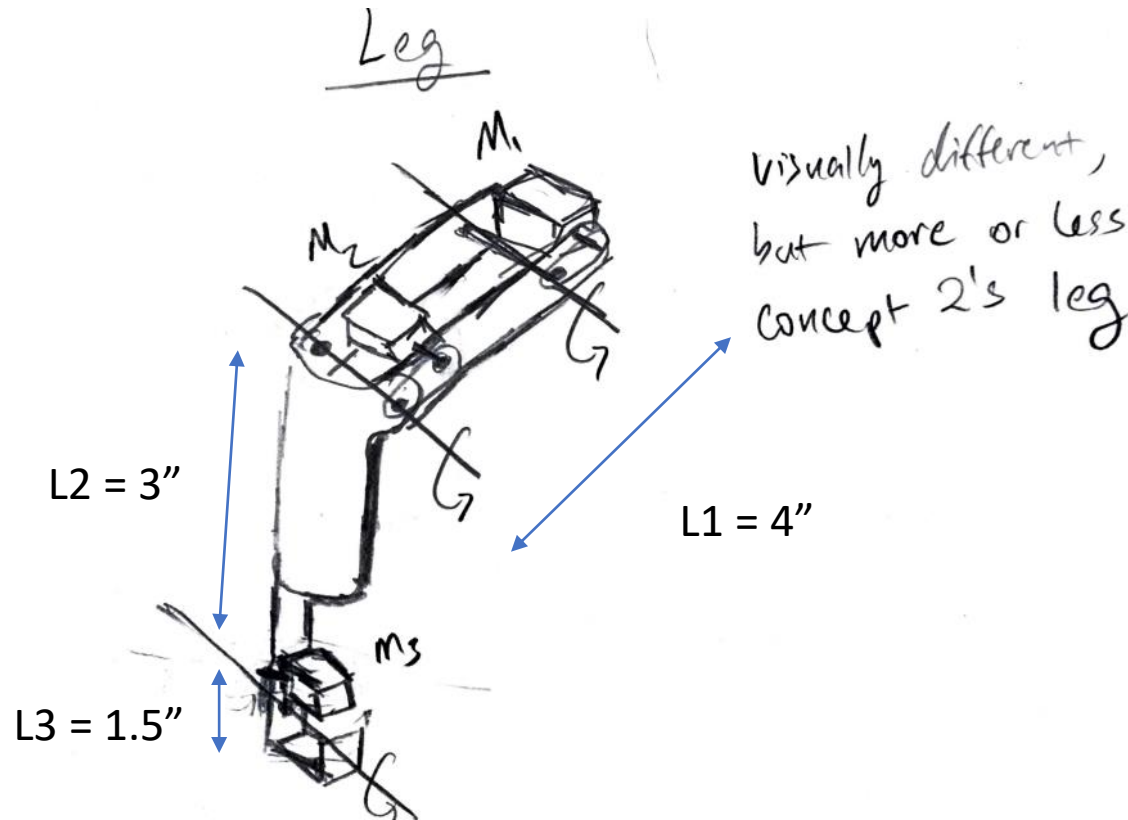 Leg
M₁
visually different,
but more or less
concept 2's leg
M₂
L2 = 3”
L1 = 4”
M₃
L3 = 1.5”